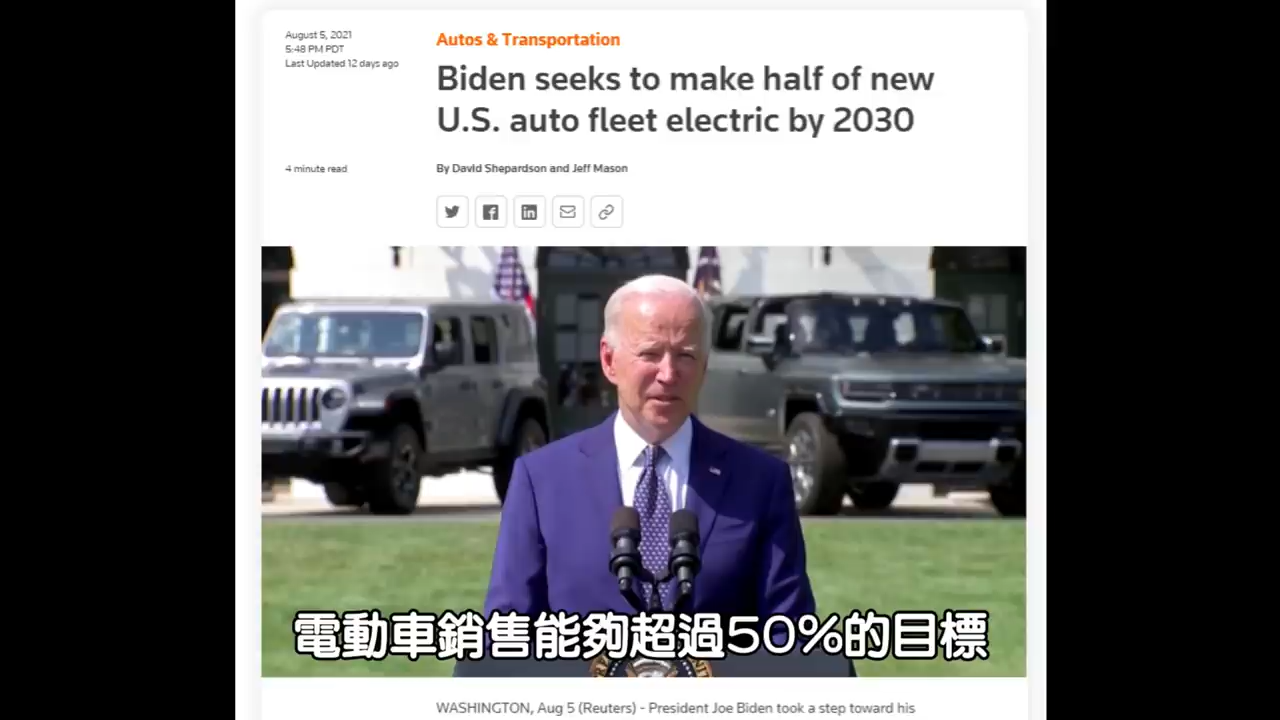 August 5, 2021
5:48 PM PDT
Last Updated 12 days ago
Autos & Transportation
Biden seeks to make half of new
U.S. auto fleet electric by 2030
4 minute read
By David Shepardson and Jeff Mason
電動車銷售能夠超過50%的目標
WASHINGTON, Aug 5 (Reuters) - President Joe Biden took a step toward his